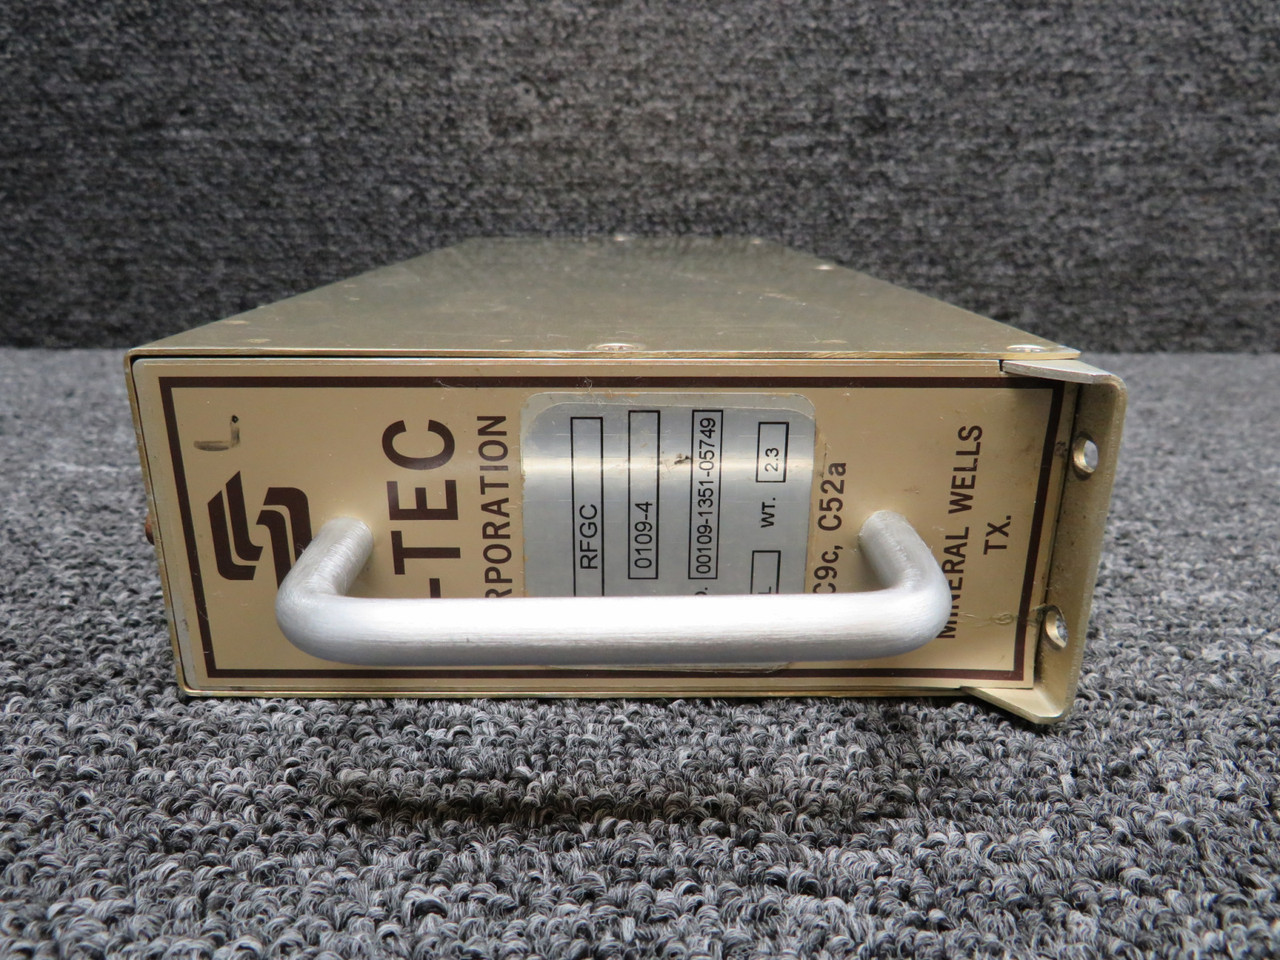 -TEC
RPORATION
RFGC
0109-4
00109-1351-05749
WT. 2.3
C9c, C52a
MINERAL WELLS
TX.